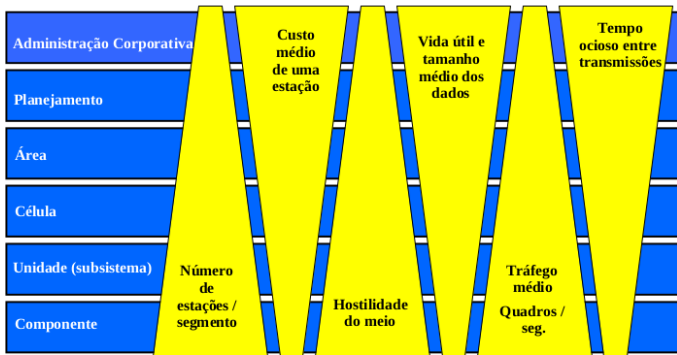 Administração Corporativa
Planejamento
Área
Célula
Unidade (subsistema)
Componente
Número
de
estações /
segmento
Custo
médio
de uma
estação
Hostilidade
do meio
Vida útil e
tamanho
médio dos
dados
Tráfego
médio
Quadros /
seg.
Tempo
ocioso entre
transmissões